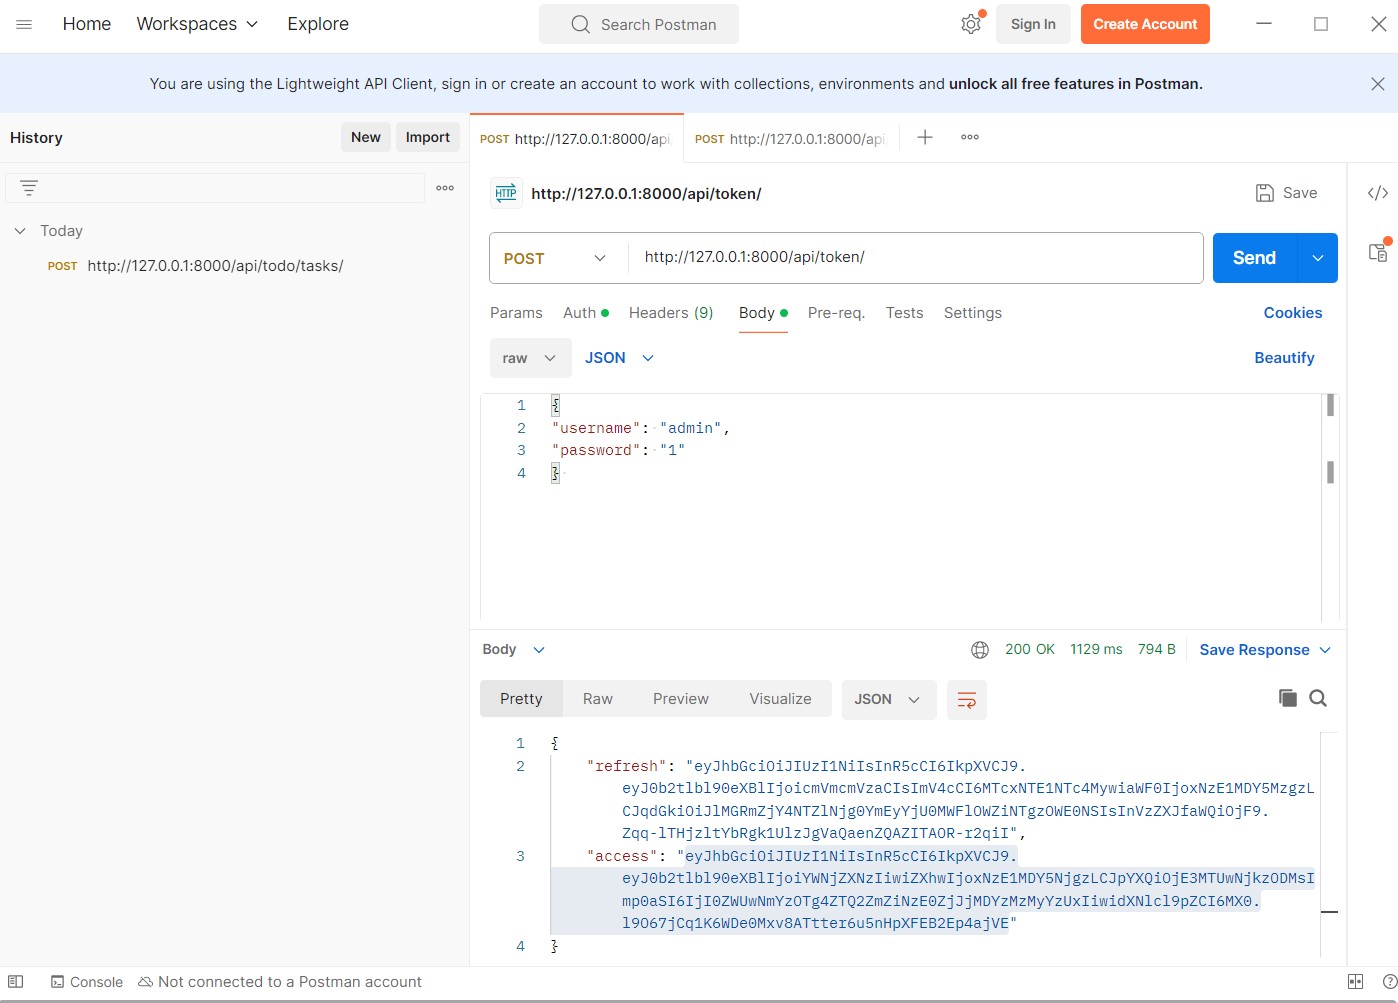 Home Workspaces Explore Search Postman Sign In Create Account
You are using the Lightweight API Client, sign in or create an account to work with collections, environments and unlock all free features in Postman.
History New Import
Today
POST http://127.0.0.1:8000/api/todo/tasks/
POST http://127.0.0.1:8000/api POST http://127.0.0.1:8000/api
HTTP http://127.0.0.1:8000/api/token/ Save
POST http://127.0.0.1:8000/api/token/ Send
Params Auth Headers (9) Body Pre-req. Tests Settings Cookies
raw JSON Beautify
1 {
2 "username": "admin",
3 "password": "1"
4 }
Body 200 OK 1129 ms 794 B Save Response
Pretty Raw Preview Visualize JSON
1 {
2 "refresh": "eyJhbGciOiJIUzI1NiIsInR5cCI6IkpXVCJ9.
eyJ0b2tlbl90eXBlIjoicmVmcmVzaCIsImV4cCI6MTcxNTE1NTc4MywiaWF0IjoxNzE1MDY5MzgzL
CJqdGkiOiJlMGRmZjY4NTZlNjg0YmEyYjU0MWFlOWZiNTgzOWE0NSIsInVzZXJfaWQiOjF9.
Zqq-lTHjzltYbRgk1UlzJgVaQaenZQAZITAOR-r2qiI",
3 "access": "eyJhbGciOiJIUzI1NiIsInR5cCI6IkpXVCJ9.
eyJ0b2tlbl90eXBlIjoiYWNjZXNzIiwiZXhwIjoxNzE1MDY5NjgzLCJpYXQiOjE3MTUwNjkzODMsI
mp0aSI6IjI0ZWUwNmYzOTg4ZTQ2ZmZiNzE0ZjJjMDYzMzMyYzUxIiwidXNlcl9pZCI6MX0.
l9O67jCq1K6WDe0Mxv8ATtter6u5nHpXFEB2Ep4ajVE"
4 }
Console Not connected to a Postman account